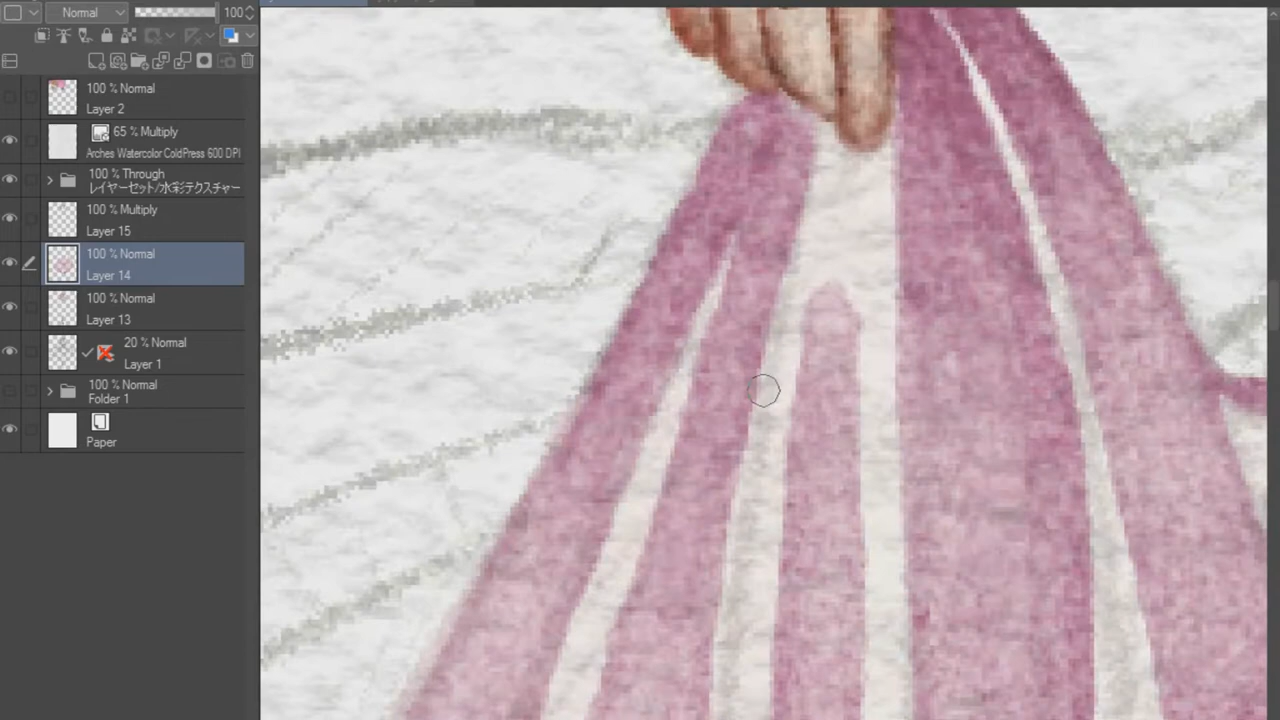 Normal 100
100 % Normal
Layer 2
65 % Multiply
Arches Watercolor ColdPress 600 DPI
100 % Through
レイヤーセット/水彩テクスチャー
100 % Multiply
Layer 15
100 % Normal
Layer 14
100 % Normal
Layer 13
20 % Normal
Layer 1
100 % Normal
Folder 1
Paper